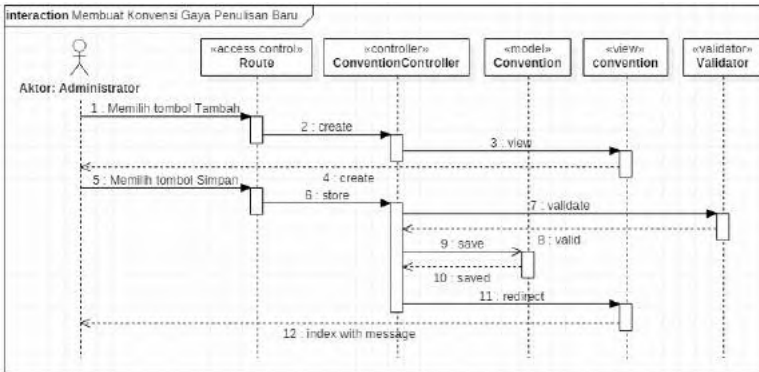 interaction Membuat Konvensi Gaya Penulisan Baru
«access control»
Route
«controller»
ConventionController
«model»
Convention
«view»
convention
«validator»
Validator
Aktor: Administrator
1 : Memilih tombol Tambah
2 : create
3 : view
4 : create
5 : Memilih tombol Simpan
6 : store
7 : validate
8 : valid
9 : save
10 : saved
11 : redirect
12 : index with message